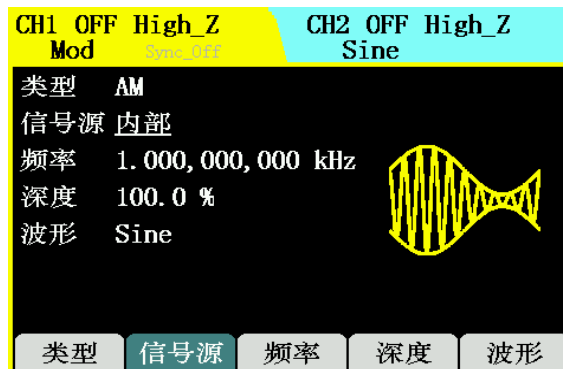 CH1 OFF High_Z
Mod Sync_Off
CH2 OFF High_Z
Sine
类型 AM
信号源 内部
频率 1.000,000,000 kHz
深度 100.0 %
波形 Sine
类型 信号源 频率 深度 波形